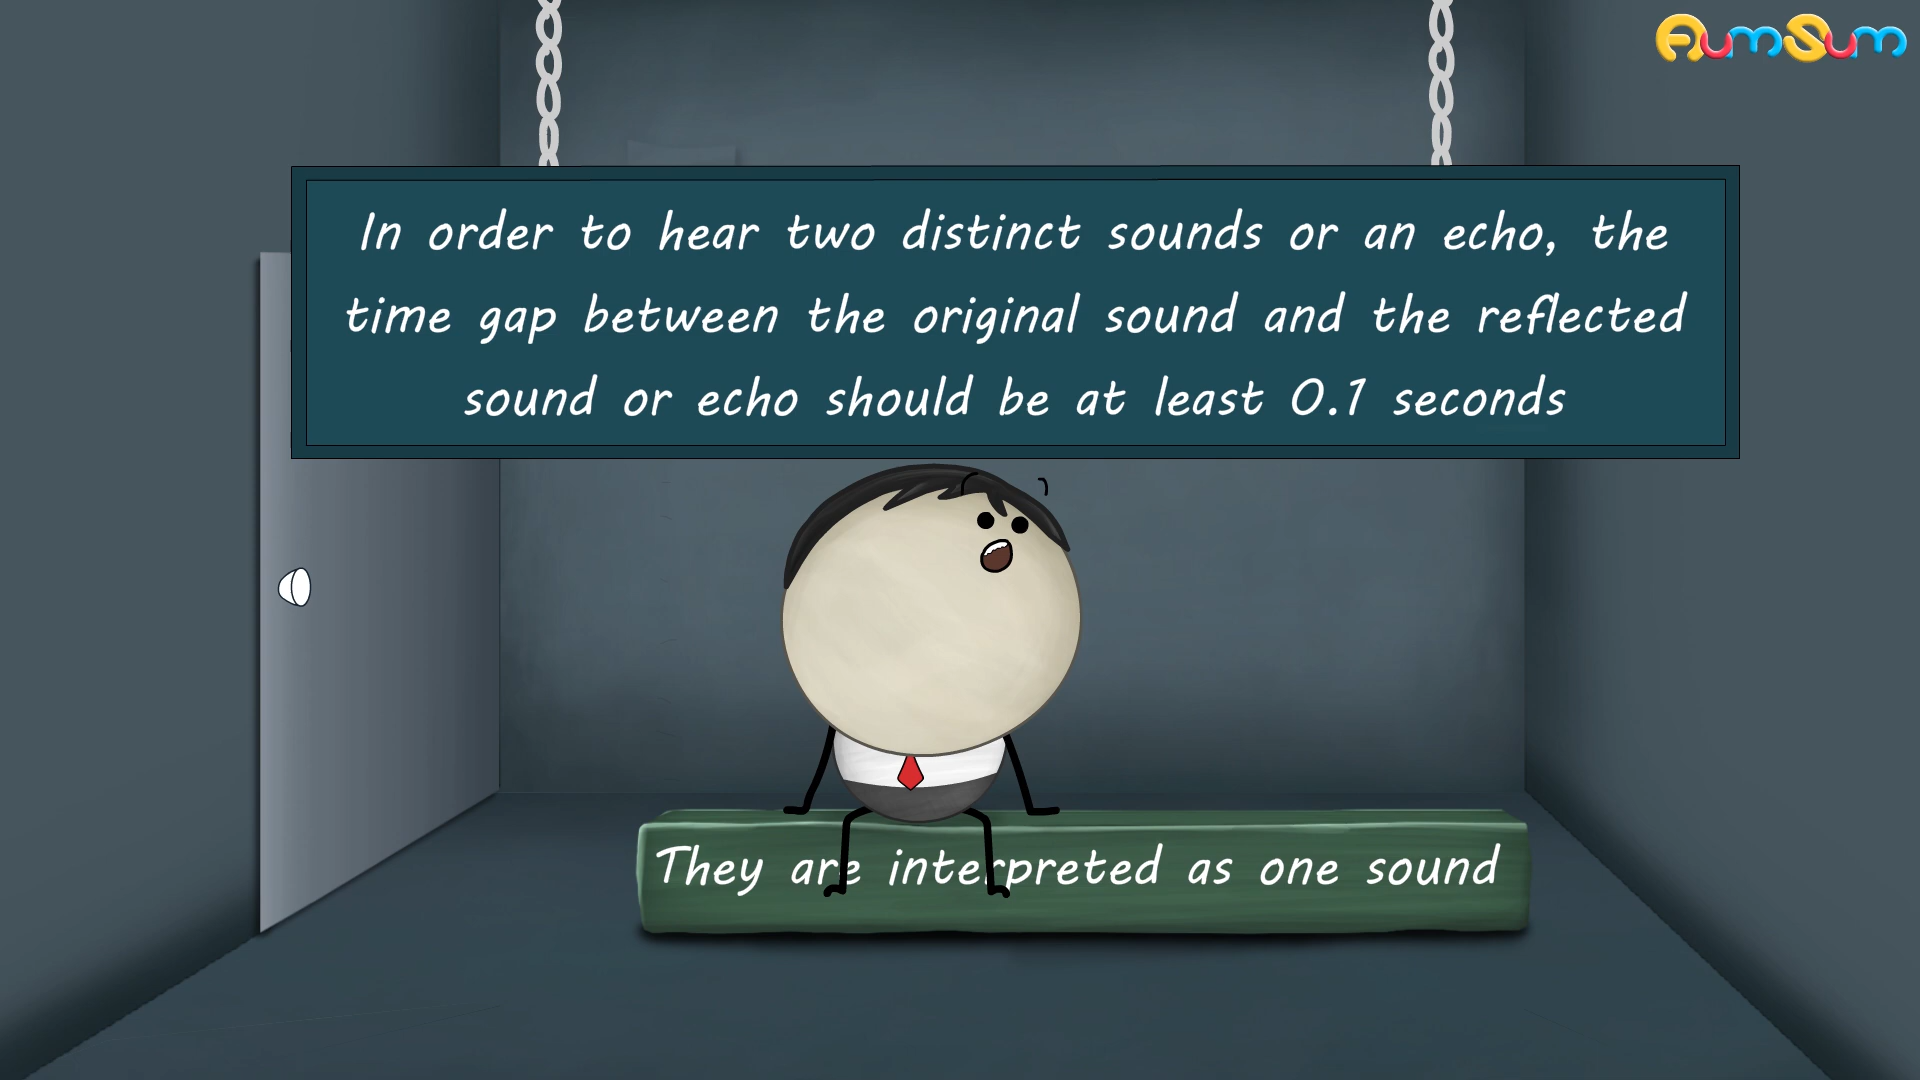 AumSum
In order to hear two distinct sounds or an echo, the
time gap between the original sound and the reflected
sound or echo should be at least 0.1 seconds
They are interpreted as one sound